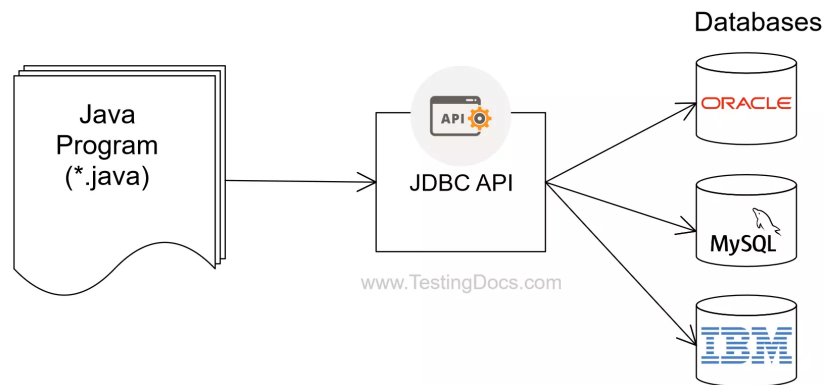 Databases
Java
Program
(*.java)
API
JDBC API
ORACLE
MySQL
IBM
www.TestingDocs.com